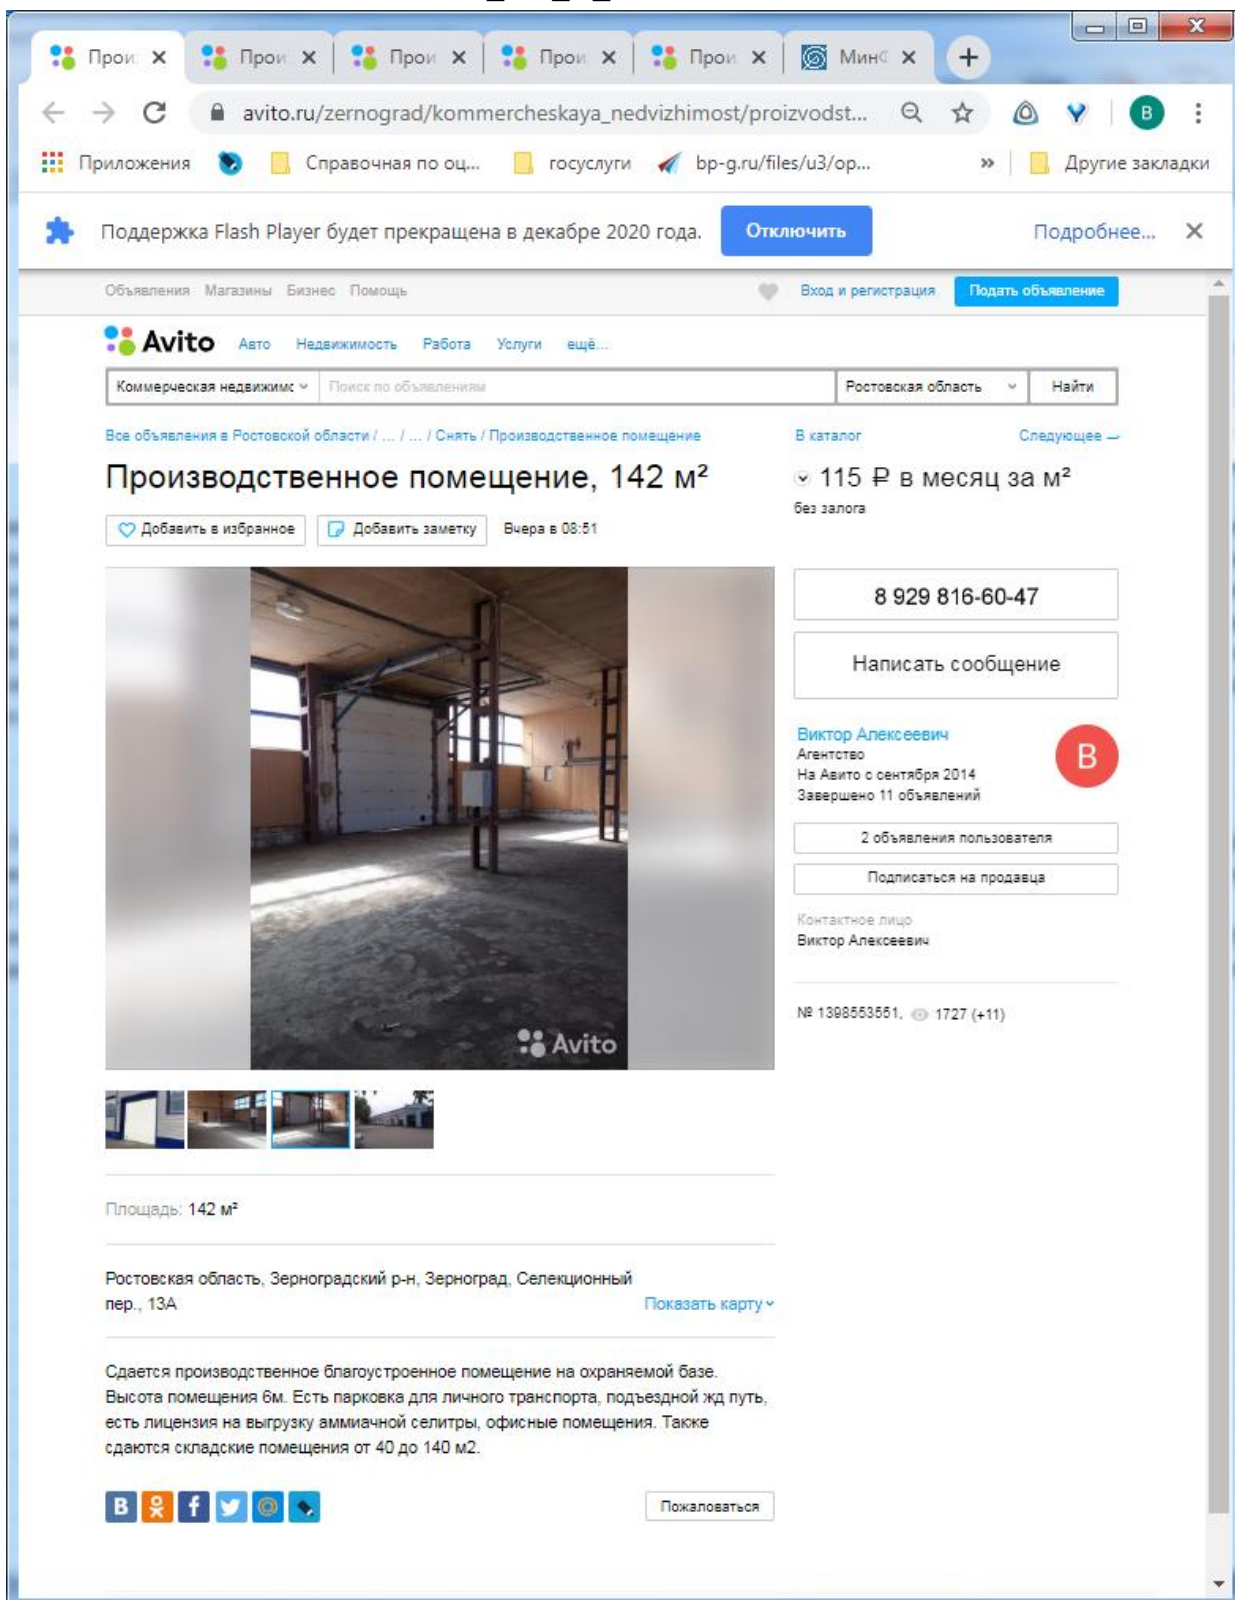 Прои
Прои
Прои
Прои
Прои
МинФ
avito.ru/zernograd/kommercheskaya_nedvizhimost/proizvodst...
В
Приложения
Справочная по оц...
госуслуги
bp-g.ru/files/u3/op...
»
Другие закладки
Поддержка Flash Player будет прекращена в декабре 2020 года.
Отключить
Подробнее...
Объявления Магазины Бизнес Помощь
Вход и регистрация
Подать объявление
Avito Авто Недвижимость Работа Услуги ещё...
Коммерческая недвижимс
Поиск по объявлениям
Ростовская область
Найти
Все объявления в Ростовской области / ... / ... / Снять / Производственное помещение
В каталог
Следующее →
Производственное помещение, 142 м²
115 ₽ в месяц за м²
без залога
Добавить в избранное
Добавить заметку
Вчера в 08:51
8 929 816-60-47
Написать сообщение
Виктор Алексеевич
Агентство
На Авито с сентября 2014
Завершено 11 объявлений
В
2 объявления пользователя
Подписаться на продавца
Контактное лицо
Виктор Алексеевич
№ 1398553551, 1727 (+11)
Avito
Площадь: 142 м²
Ростовская область, Зерноградский р-н, Зерноград, Селекционный
пер., 13А
Показать карту
Сдается производственное благоустроенное помещение на охраняемой базе.
Высота помещения 6м. Есть парковка для личного транспорта, подъездной жд путь,
есть лицензия на выгрузку аммиачной селитры, офисные помещения. Также
сдаются складские помещения от 40 до 140 м2.
Пожаловаться